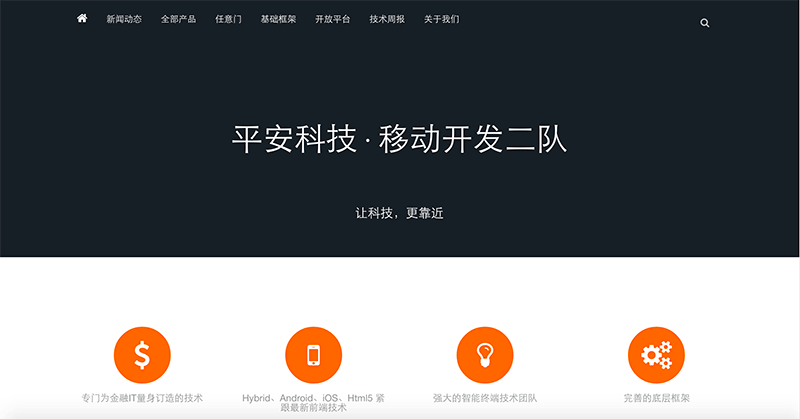 新闻动态 全部产品 任意门 基础框架 开放平台 技术周报 关于我们
平安科技·移动开发二队
让科技，更靠近
专门为金融IT量身订造的技术
Hybrid、Android、iOS、Html5 紧
跟最新前端技术
强大的智能终端技术团队
完善的底层框架